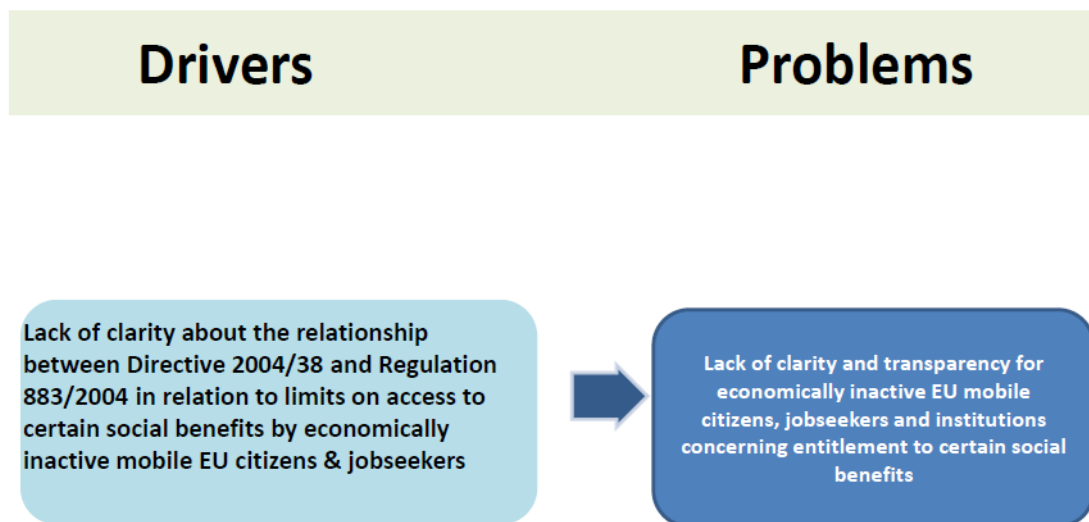 Drivers
Problems
Lack of clarity about the relationship
between Directive 2004/38 and Regulation
883/2004 in relation to limits on access to
certain social benefits by economically
inactive mobile EU citizens & jobseekers
Lack of clarity and transparency for
economically inactive EU mobile
citizens, jobseekers and institutions
concerning entitlement to certain social
benefits